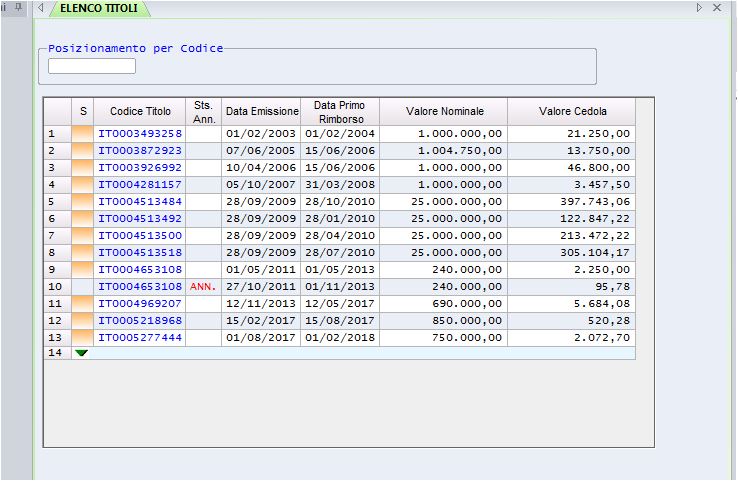 ELENCO TITOLI
Posizionamento per Codice
S Codice Titolo Sts. Ann. Data Emissione Data Primo Rimborso Valore Nominale Valore Cedola
1 IT0003493258 01/02/2003 01/02/2004 1.000.000,00 21.250,00
2 IT0003872923 07/06/2005 15/06/2006 1.004.750,00 13.750,00
3 IT0003926992 10/04/2006 15/06/2006 1.000.000,00 46.800,00
4 IT0004281157 05/10/2007 31/03/2008 1.000.000,00 3.457,50
5 IT0004513484 28/09/2009 28/10/2010 25.000.000,00 397.743,06
6 IT0004513492 28/09/2009 28/01/2010 25.000.000,00 122.847,22
7 IT0004513500 28/09/2009 28/04/2010 25.000.000,00 213.472,22
8 IT0004513518 28/09/2009 28/07/2010 25.000.000,00 305.104,17
9 IT0004653108 01/05/2011 01/05/2013 240.000,00 2.250,00
10 IT0004653108 ANN. 27/10/2011 01/11/2013 240.000,00 95,78
11 IT0004969207 12/11/2013 12/05/2017 690.000,00 5.684,08
12 IT0005218968 15/02/2017 15/08/2017 850.000,00 520,28
13 IT0005277444 01/08/2017 01/02/2018 750.000,00 2.072,70
14